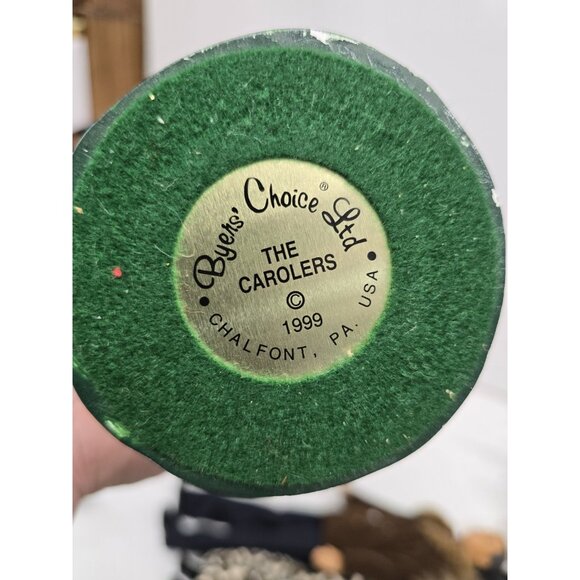 Byers' Choice® Ltd
THE
CAROLERS
©
1999
• CHALFONT, PA. USA •